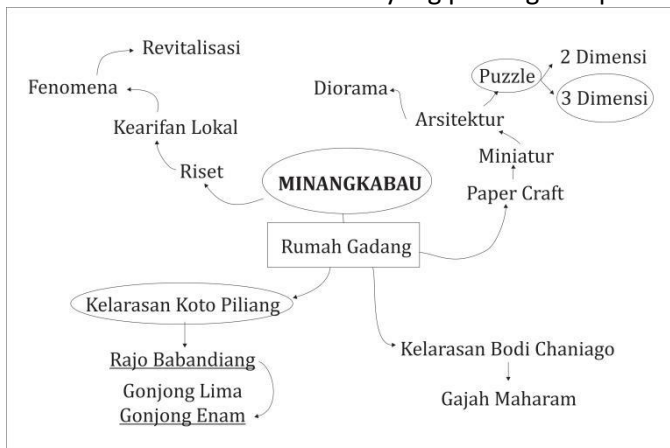 Revitalisasi
Fenomena
Kearifan Lokal
Riset
MINANGKABAU
Rumah Gadang
Diorama
Arsitektur
Puzzle
2 Dimensi
3 Dimensi
Miniatur
Paper Craft
Kelarasan Koto Piliang
Rajo Babandiang
Gonjong Lima
Gonjong Enam
Kelarasan Bodi Chaniago
Gajah Maharam